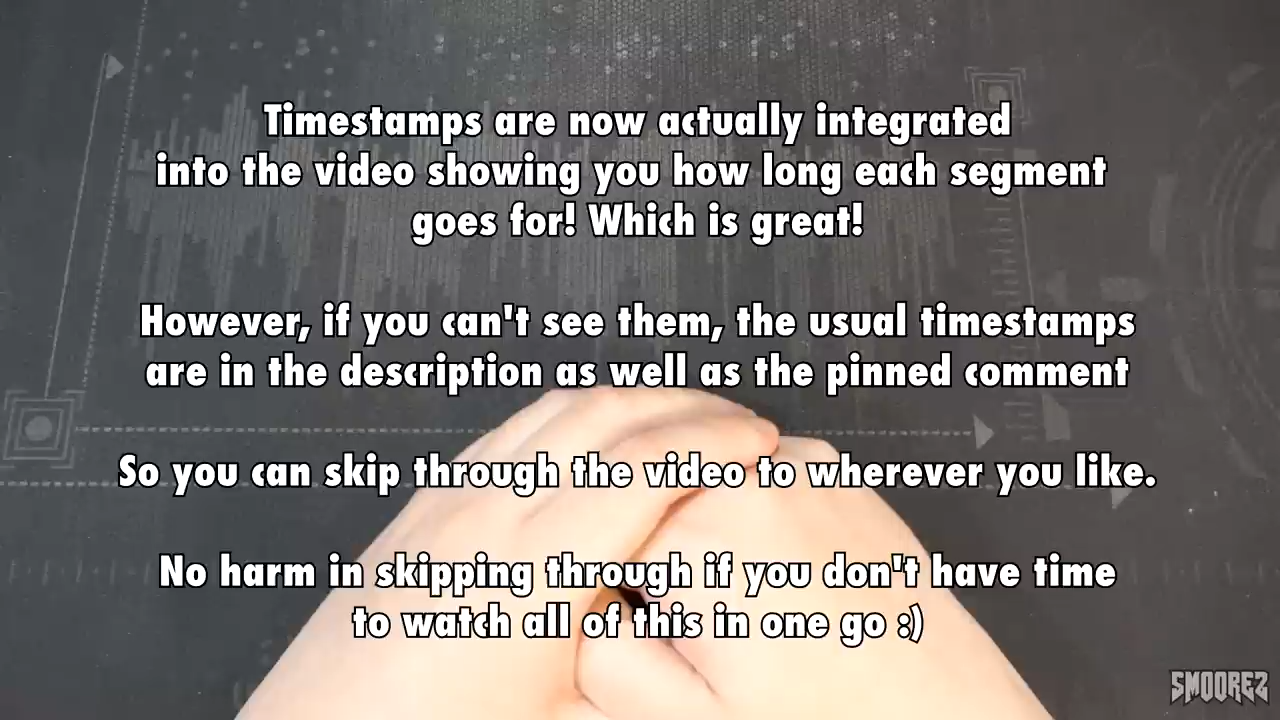 Timestamps are now actually integrated
into the video showing you how long each segment
goes for! Which is great!
However, if you can't see them, the usual timestamps
are in the description as well as the pinned comment
So you can skip through the video to wherever you like.
No harm in skipping through if you don't have time
to watch all of this in one go :)
SMOOREZ